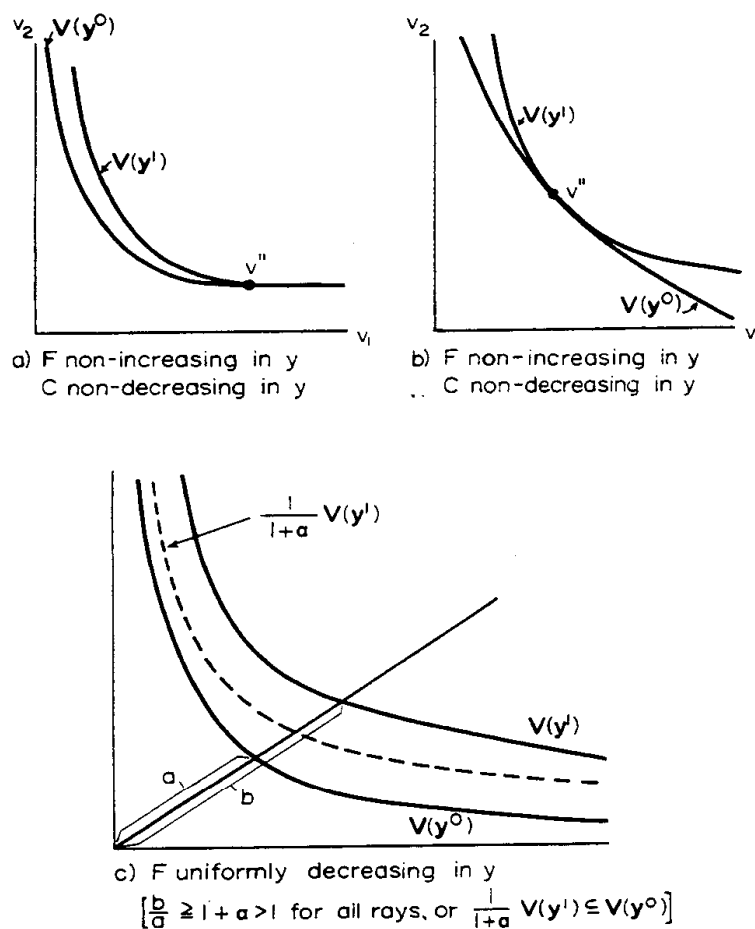 v₂
V(y⁰)
V(y¹)
v"
v₁
a) F non-increasing in y
C non-decreasing in y
v₂
V(y¹)
v"
V(y⁰)
v
b) F non-increasing in y
C non-decreasing in y
1/(1+a) V(y¹)
V(y¹)
a
b
V(y⁰)
c) F uniformly decreasing in y
[b/a ≧ 1+a > 1 for all rays, or 1/(1+a) V(y¹) ⊆ V(y⁰)]